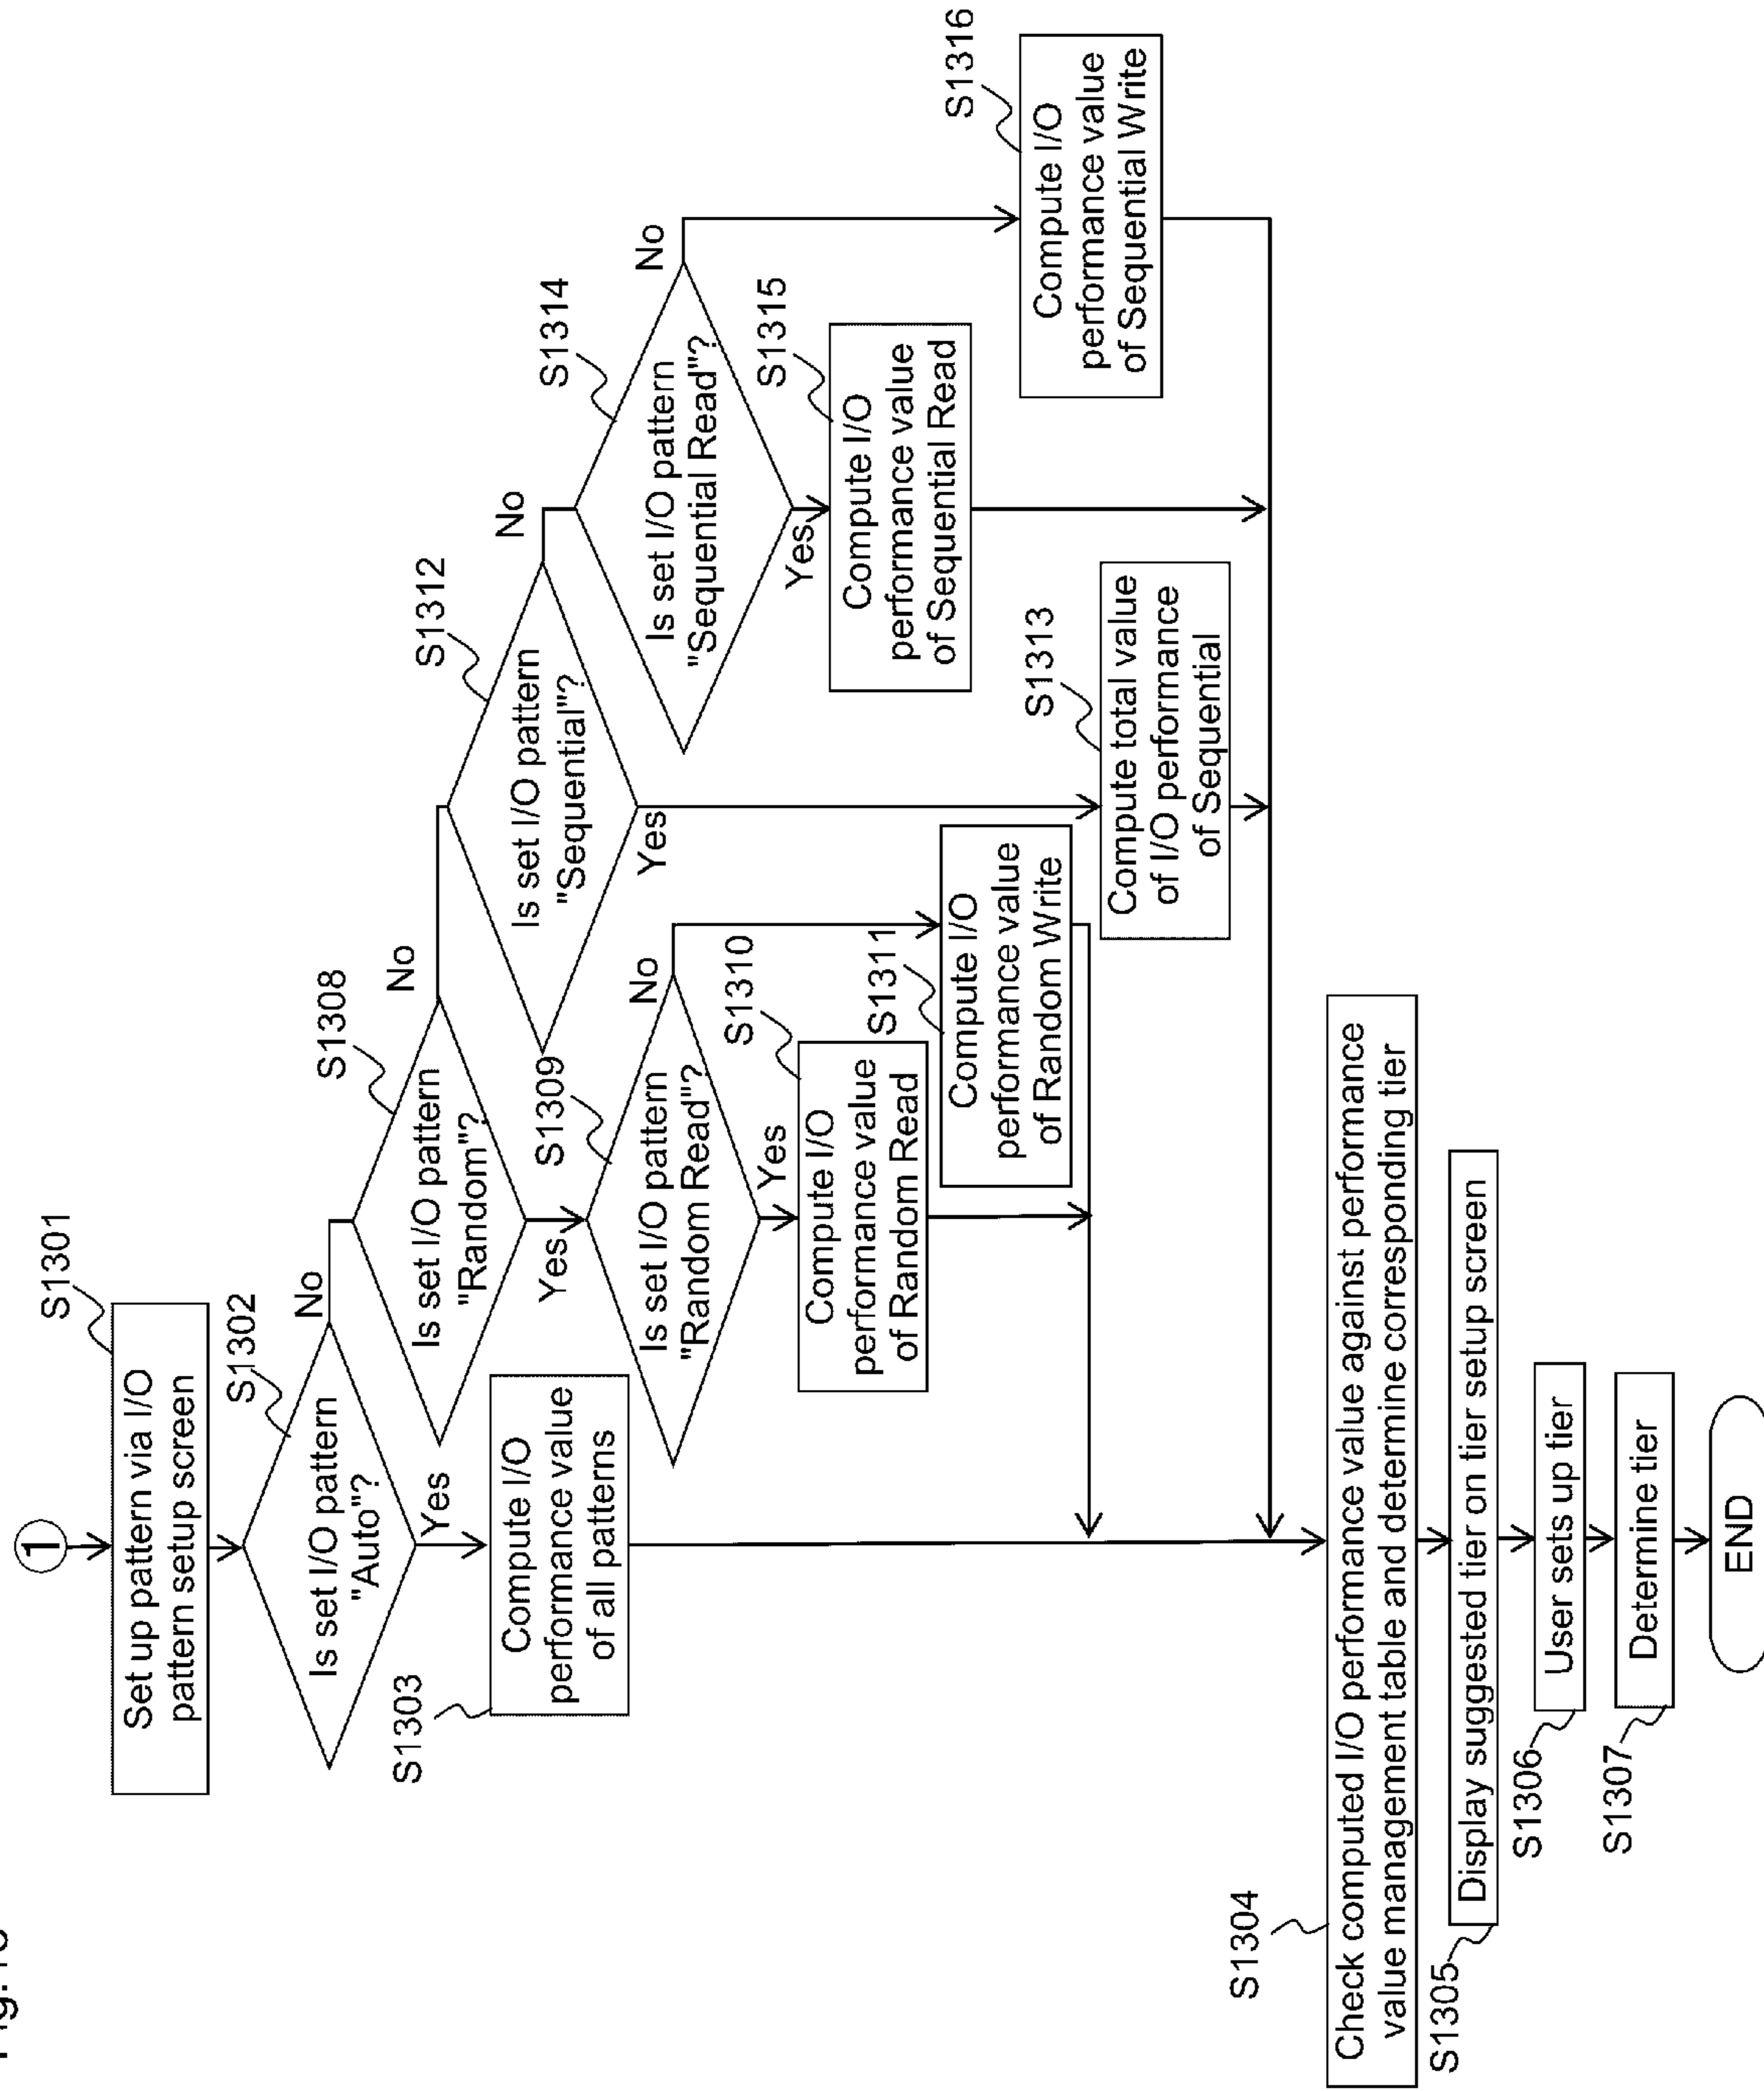 1
S1301
Set up pattern via I/O
pattern setup screen
S1302
Is set I/O pattern
"Auto"?
No
Yes
S1303
Compute I/O
performance value
of all patterns
S1308
Is set I/O pattern
"Random"?
No
Yes
S1309
Is set I/O pattern
"Random Read"?
No
Yes
S1310
Compute I/O
performance value
of Random Read
S1311
Compute I/O
performance value
of Random Write
S1312
Is set I/O pattern
"Sequential"?
No
Yes
S1313
Compute total value
of I/O performance
of Sequential
S1314
Is set I/O pattern
"Sequential Read"?
No
Yes
S1315
Compute I/O
performance value
of Sequential Read
S1316
Compute I/O
performance value
of Sequential Write
S1304
Check computed I/O performance value against performance
value management table and determine corresponding tier
S1305
Display suggested tier on tier setup screen
S1306
User sets up tier
S1307
Determine tier
END